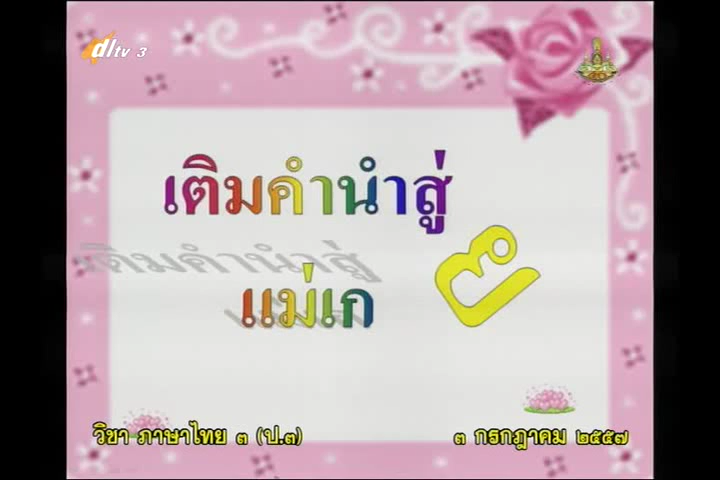 dltv 3
เติมคำนำสู่
แม่เก
วิชา ภาษาไทย ๓ (ป.๓)
๓ กรกฎาคม ๒๕๕๗